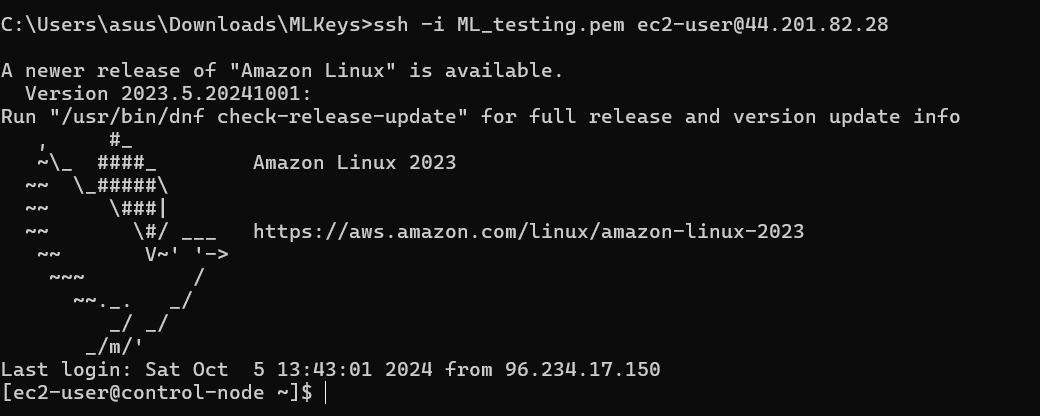 C:\Users\asus\Downloads\MLkeys>ssh -i ML_testing.pem ec2-user@44.201.82.28

A newer release of "Amazon Linux" is available.
  Version 2023.5.20241001:
Run "/usr/bin/dnf check-release-update" for full release and version update info
   ,     #_
   ~\_  ####_        Amazon Linux 2023
  ~~  \_#####\
  ~~     \###|
  ~~       \#/ ___   https://aws.amazon.com/linux/amazon-linux-2023
   ~~       V~' '->
    ~~~         /
      ~~._.   _/
         _/ _/
       _/m/'
Last login: Sat Oct  5 13:43:01 2024 from 96.234.17.150
[ec2-user@control-node ~]$